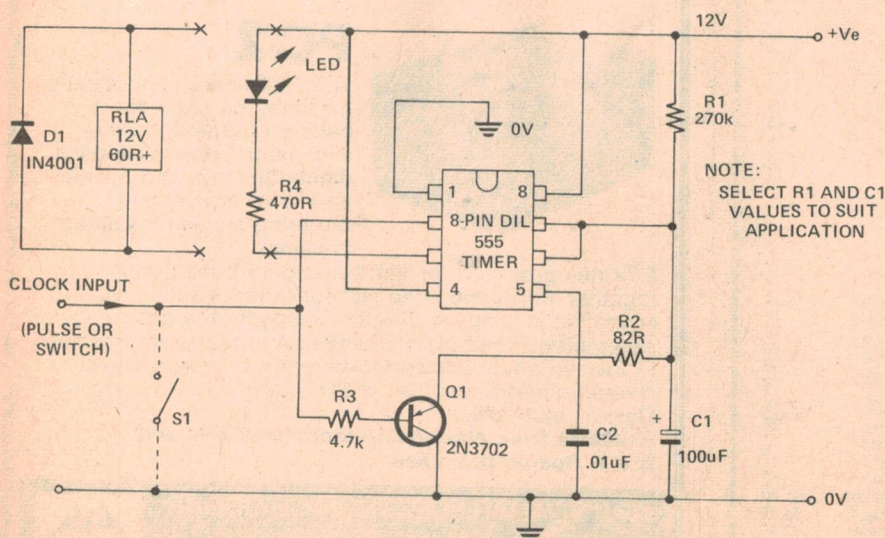 12V
+Ve
LED
RLA
12V
60R+
D1
IN4001
0V
R1
270k
R4
470R
1
8
8-PIN DIL
555
TIMER
4
5
NOTE:
SELECT R1 AND C1
VALUES TO SUIT
APPLICATION
CLOCK INPUT
(PULSE OR
SWITCH)
R2
82R
S1
R3
4.7k
Q1
2N3702
C2
.01uF
+
C1
100uF
0V